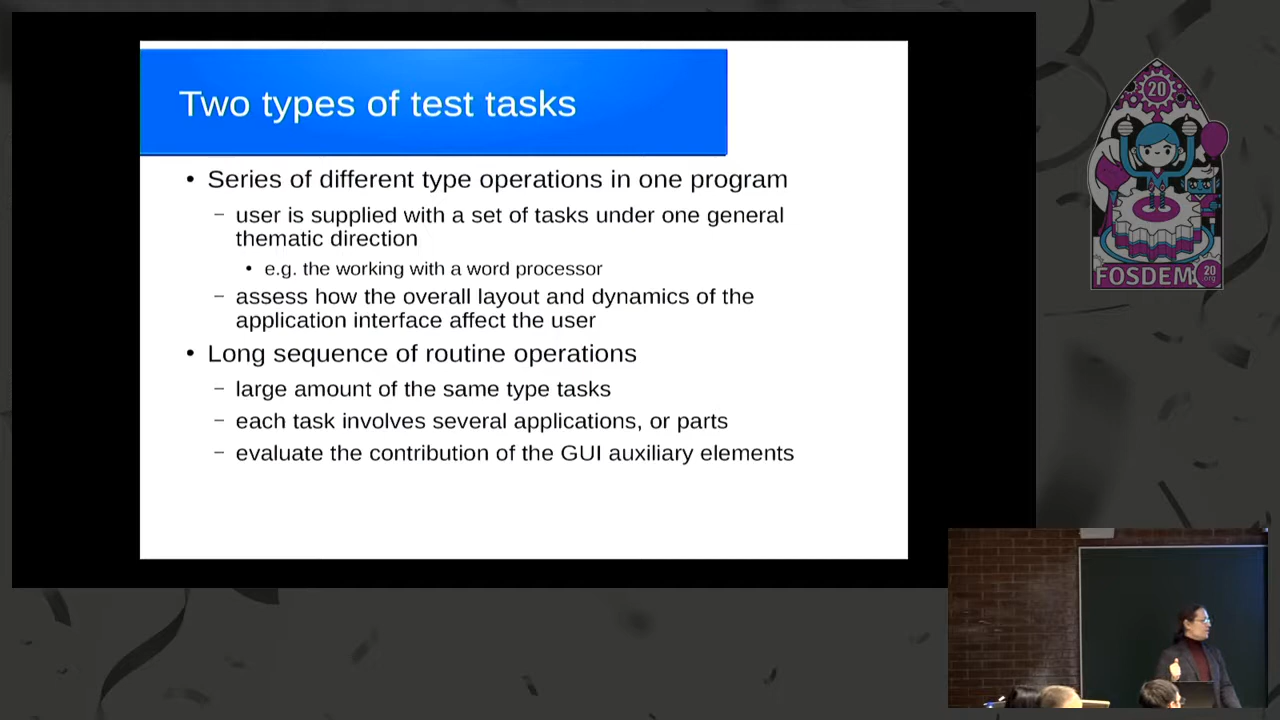 Two types of test tasks
• Series of different type operations in one program
– user is supplied with a set of tasks under one general
thematic direction
• e.g. the working with a word processor
– assess how the overall layout and dynamics of the
application interface affect the user
• Long sequence of routine operations
– large amount of the same type tasks
– each task involves several applications, or parts
– evaluate the contribution of the GUI auxiliary elements
20
FOSDEM
20
.org